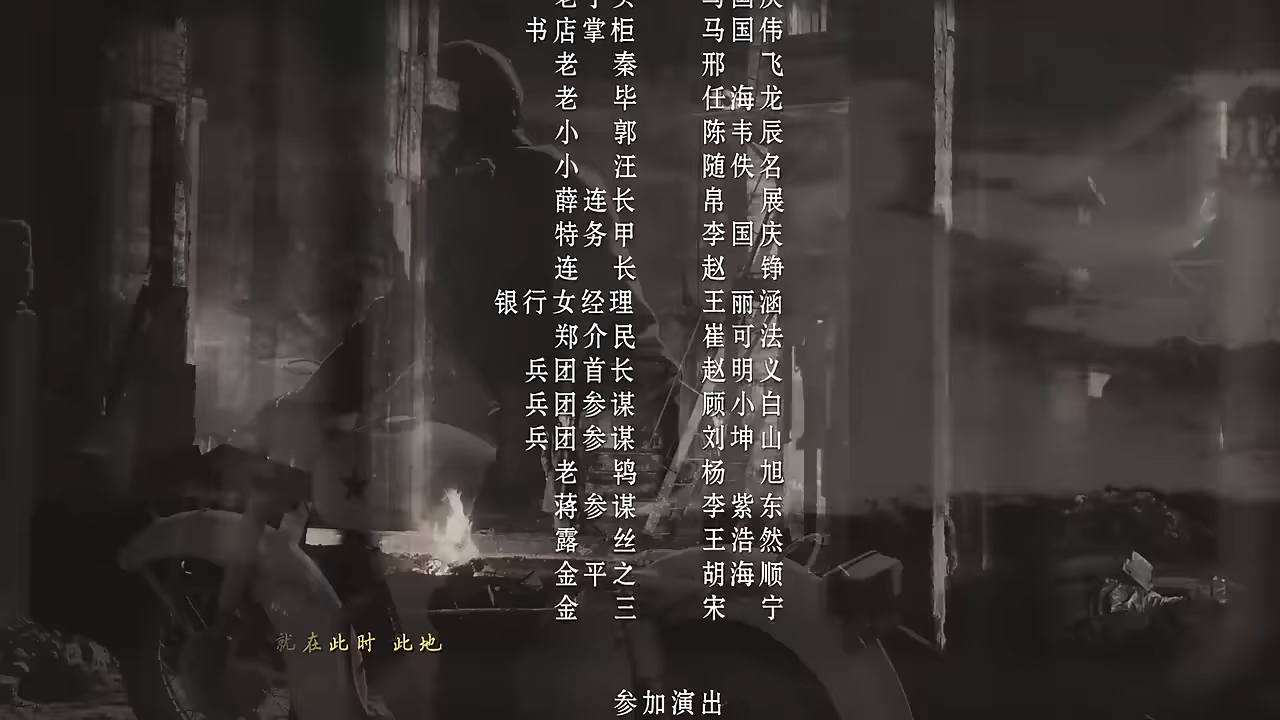 书店掌柜 马国伟
老秦 邢飞
老毕 任海龙
小郭 陈韦辰
小汪 随佚名
薛连长 帛展
特务甲 李国庆
连长 赵铮
银行女经理 王丽涵
郑介民 崔可法
兵团首长 赵明义
兵团参谋 顾小白
兵团参谋 刘坤山
老鸨 杨旭
蒋参谋 李紫东
露丝 王浩然
金平之 胡海顺
金三 宋宁
就在此时 此地
参加演出